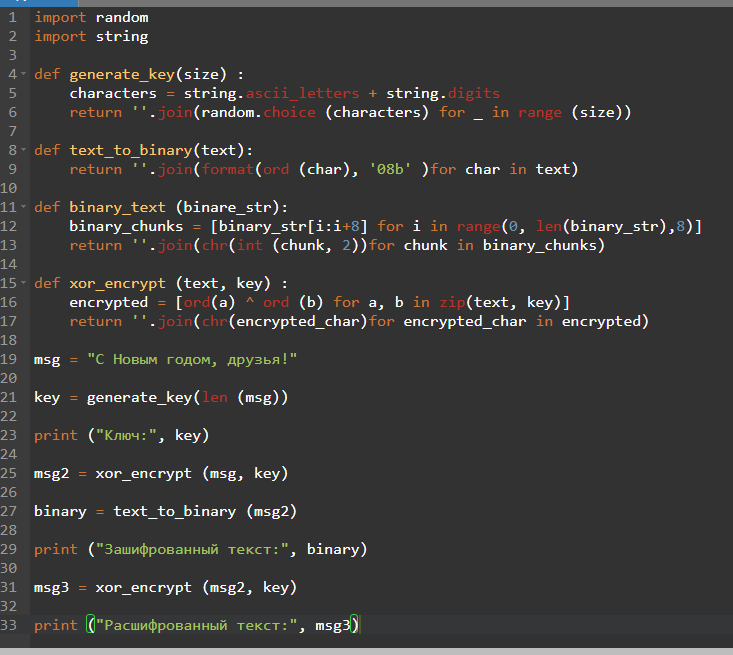 1 import random
2 import string
3
4 def generate_key(size) :
5     characters = string.ascii_letters + string.digits
6     return ''.join(random.choice (characters) for _ in range (size))
7
8 def text_to_binary(text):
9     return ''.join(format(ord (char), '08b' )for char in text)
10
11 def binary_text (binare_str):
12     binary_chunks = [binary_str[i:i+8] for i in range(0, len(binary_str),8)]
13     return ''.join(chr(int (chunk, 2))for chunk in binary_chunks)
14
15 def xor_encrypt (text, key) :
16     encrypted = [ord(a) ^ ord (b) for a, b in zip(text, key)]
17     return ''.join(chr(encrypted_char)for encrypted_char in encrypted)
18
19 msg = "С Новым годом, друзья!"
20
21 key = generate_key(len (msg))
22
23 print ("Ключ:", key)
24
25 msg2 = xor_encrypt (msg, key)
26
27 binary = text_to_binary (msg2)
28
29 print ("Зашифрованный текст:", binary)
30
31 msg3 = xor_encrypt (msg2, key)
32
33 print ("Расшифрованный текст:", msg3)